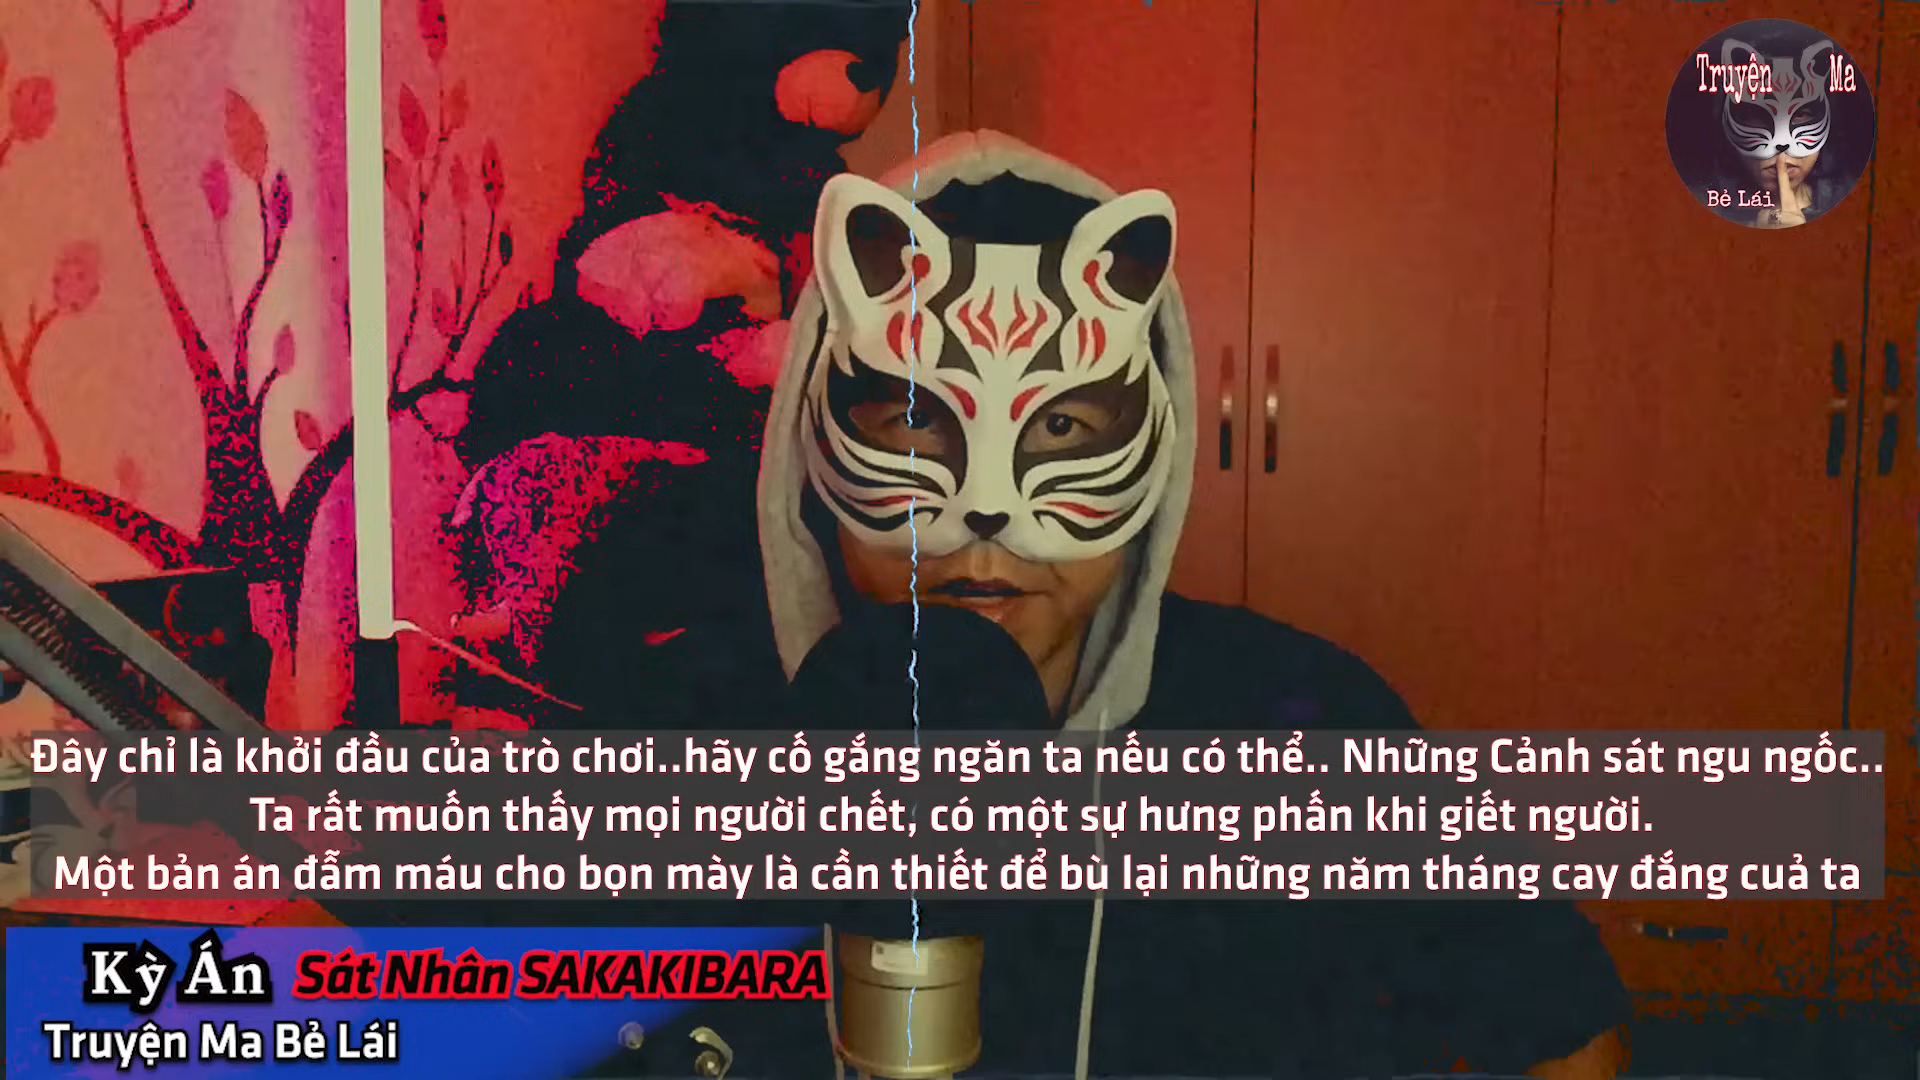 Truyện Ma
Bẻ Lái
Đây chỉ là khởi đầu của trò chơi..hãy cố gắng ngăn ta nếu có thể.. Những Cảnh sát ngu ngốc..
Ta rất muốn thấy mọi người chết, có một sự hưng phấn khi giết người.
Một bản án đẫm máu cho bọn mày là cần thiết để bù lại những năm tháng cay đắng cuả ta
Kỳ Án Sát Nhân SAKAKIBARA
Truyện Ma Bẻ Lái